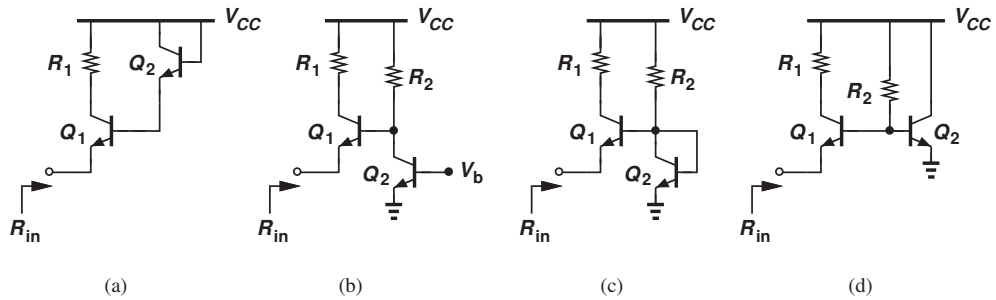 V_CC
R_1
Q_2
Q_1
R_in
(a)
V_CC
R_1
R_2
Q_1
Q_2
V_b
R_in
(b)
V_CC
R_1
R_2
Q_1
Q_2
R_in
(c)
V_CC
R_1
R_2
Q_1
Q_2
R_in
(d)